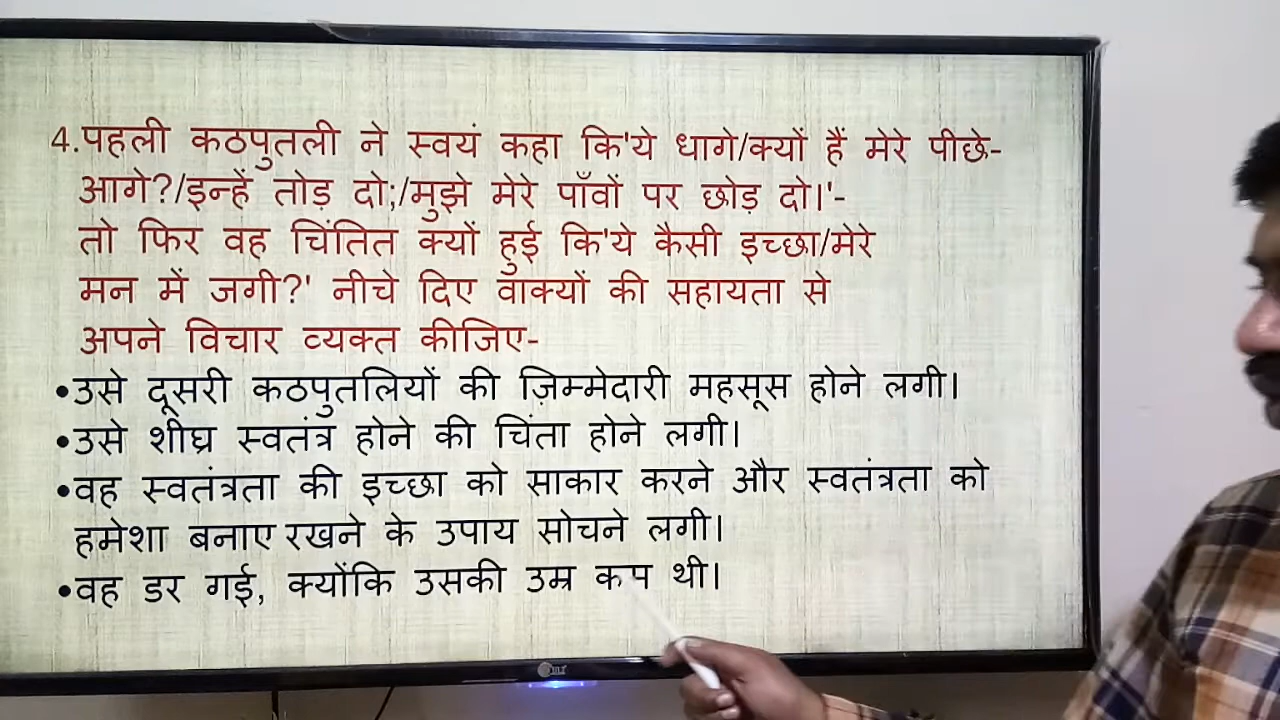 4.पहली कठपुतली ने स्वयं कहा कि'ये धागे/क्यों हैं मेरे पीछे-
आगे?/इन्हें तोड़ दो;/मुझे मेरे पाँवों पर छोड़ दो।'-
तो फिर वह चिंतित क्यों हुई कि'ये कैसी इच्छा/मेरे
मन में जगी?' नीचे दिए वाक्यों की सहायता से
अपने विचार व्यक्त कीजिए-
•उसे दूसरी कठपुतलियों की ज़िम्मेदारी महसूस होने लगी।
•उसे शीघ्र स्वतंत्र होने की चिंता होने लगी।
•वह स्वतंत्रता की इच्छा को साकार करने और स्वतंत्रता को
हमेशा बनाए रखने के उपाय सोचने लगी।
•वह डर गई, क्योंकि उसकी उम्र कम थी।